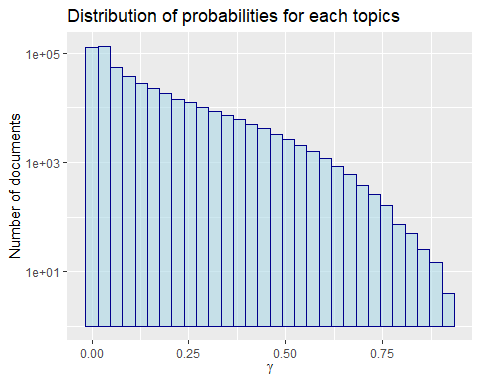 Distribution of probabilities for each topics
Number of documents
1e+05
1e+03
1e+01
0.00 0.25 0.50 0.75
γ